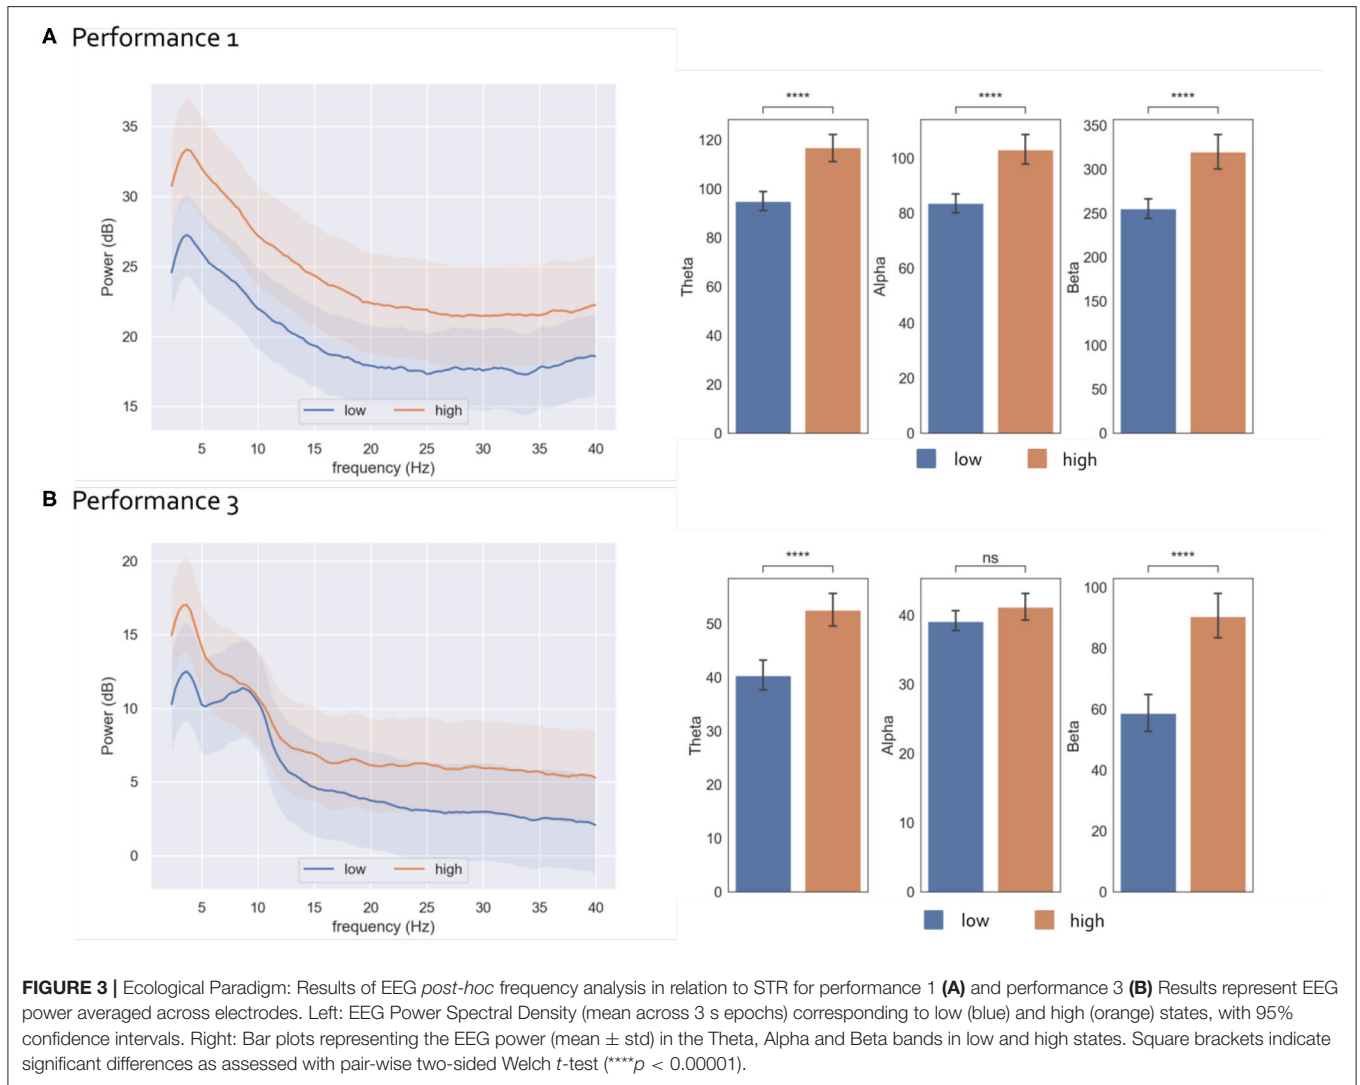 A Performance 1
Power (dB)
35
30
25
20
15
low high
5 10 15 20 25 30 35 40
frequency (Hz)
**** **** ****
Theta
120
100
80
60
40
20
0
Alpha
100
80
60
40
20
0
Beta
350
300
250
200
150
100
50
0
low high
B Performance 3
Power (dB)
20
15
10
5
0
low high
5 10 15 20 25 30 35 40
frequency (Hz)
**** ns ****
Theta
50
40
30
20
10
0
Alpha
40
30
20
10
0
Beta
100
80
60
40
20
0
low high
FIGURE 3 | Ecological Paradigm: Results of EEG post-hoc frequency analysis in relation to STR for performance 1 (A) and performance 3 (B) Results represent EEG
power averaged across electrodes. Left: EEG Power Spectral Density (mean across 3 s epochs) corresponding to low (blue) and high (orange) states, with 95%
confidence intervals. Right: Bar plots representing the EEG power (mean ± std) in the Theta, Alpha and Beta bands in low and high states. Square brackets indicate
significant differences as assessed with pair-wise two-sided Welch t-test (****p < 0.00001).